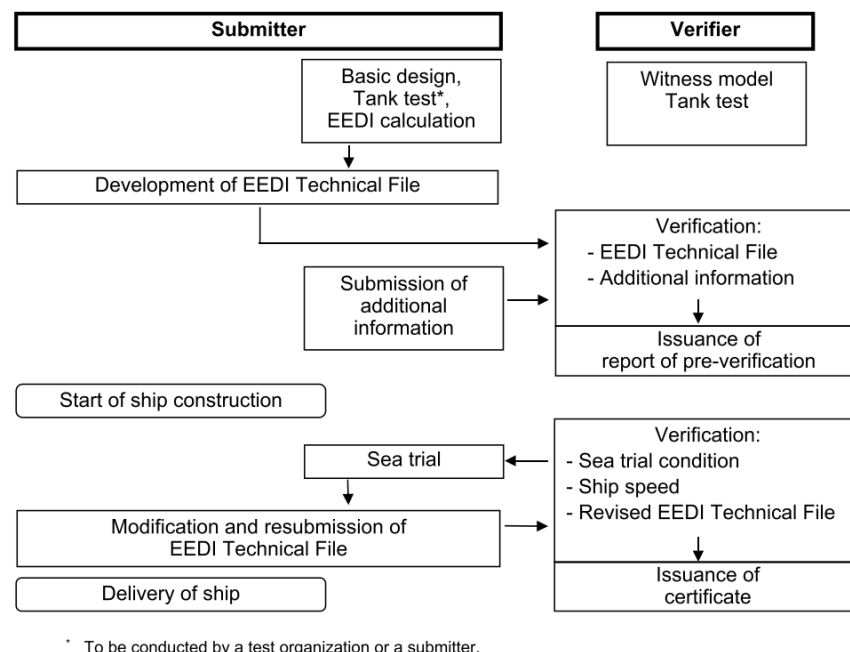 Submitter
Verifier
Basic design,
Tank test*,
EEDI calculation
Witness model
Tank test
Development of EEDI Technical File
Verification:
- EEDI Technical File
- Additional information
Submission of
additional
information
Issuance of
report of pre-verification
Start of ship construction
Verification:
- Sea trial condition
- Ship speed
- Revised EEDI Technical File
Sea trial
Modification and resubmission of
EEDI Technical File
Issuance of
certificate
Delivery of ship
* To be conducted by a test organization or a submitter.